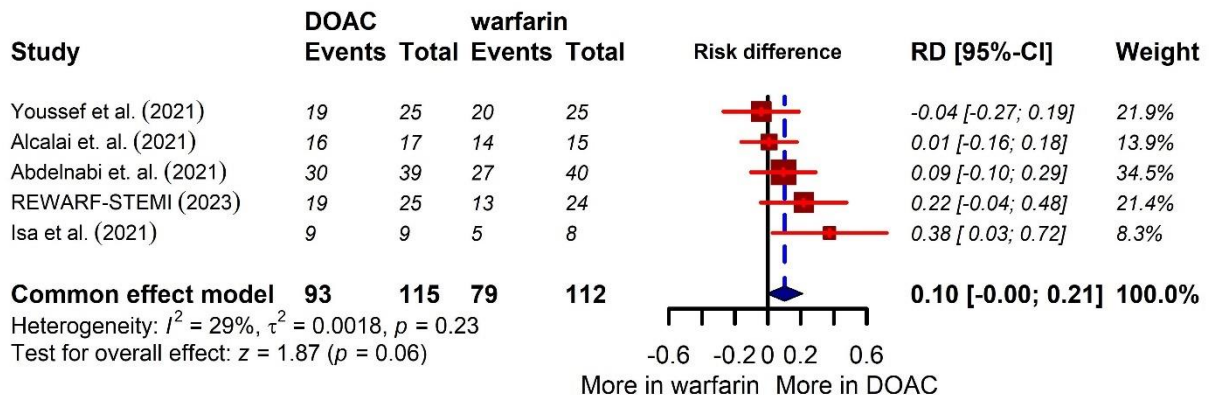 DOAC warfarin
Study Events Total Events Total Risk difference RD [95%-CI] Weight
Youssef et al. (2021) 19 25 20 25 -0.04 [-0.27; 0.19] 21.9%
Alcalai et. al. (2021) 16 17 14 15 0.01 [-0.16; 0.18] 13.9%
Abdelnabi et. al. (2021) 30 39 27 40 0.09 [-0.10; 0.29] 34.5%
REWARF-STEMI (2023) 19 25 13 24 0.22 [-0.04; 0.48] 21.4%
Isa et al. (2021) 9 9 5 8 0.38 [ 0.03; 0.72] 8.3%
Common effect model 93 115 79 112 0.10 [-0.00; 0.21] 100.0%
Heterogeneity: I² = 29%, τ² = 0.0018, p = 0.23
Test for overall effect: z = 1.87 (p = 0.06)
-0.6 -0.2 0 0.2 0.6
More in warfarin More in DOAC